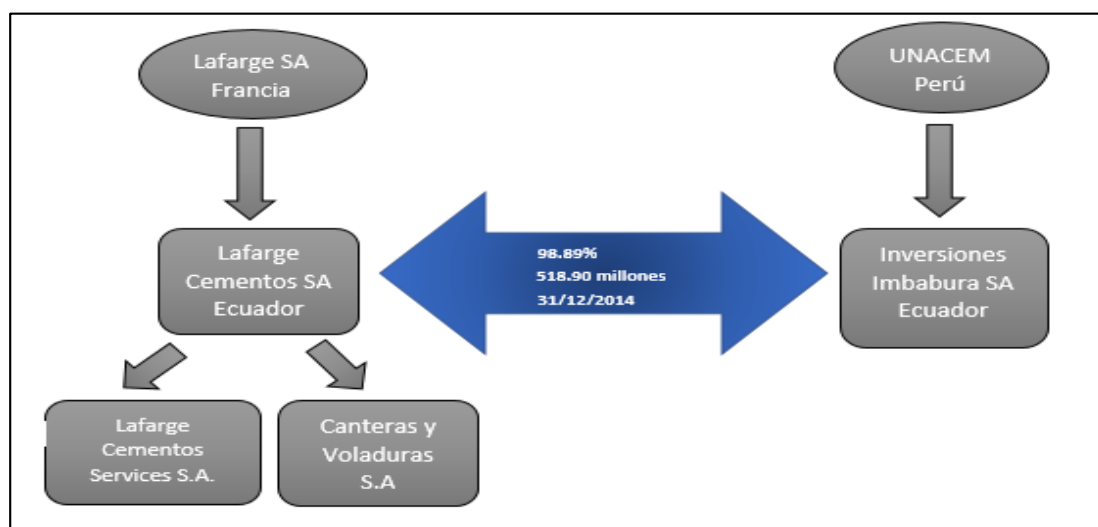 Lafarge SA
Francia
UNACEM
Perú
Lafarge
Cementos SA
Ecuador
98.89%
518.90 millones
31/12/2014
Inversiones
Imbabura SA
Ecuador
Lafarge
Cementos
Services S.A.
Canteras y
Voladuras
S.A